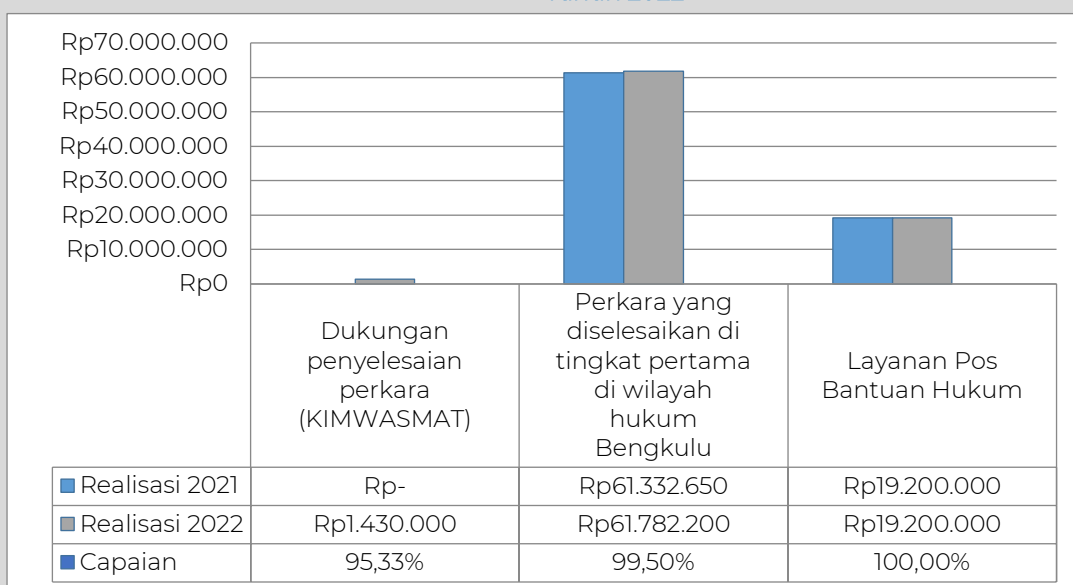 Rp70.000.000
Rp60.000.000
Rp50.000.000
Rp40.000.000
Rp30.000.000
Rp20.000.000
Rp10.000.000
Rp0
Dukungan
penyelesaian
perkara
(KIMWASMAT)
Perkara yang
diselesaikan di
tingkat pertama
di wilayah
hukum
Bengkulu
Layanan Pos
Bantuan Hukum
Realisasi 2021 Rp- Rp61.332.650 Rp19.200.000
Realisasi 2022 Rp1.430.000 Rp61.782.200 Rp19.200.000
Capaian 95,33% 99,50% 100,00%